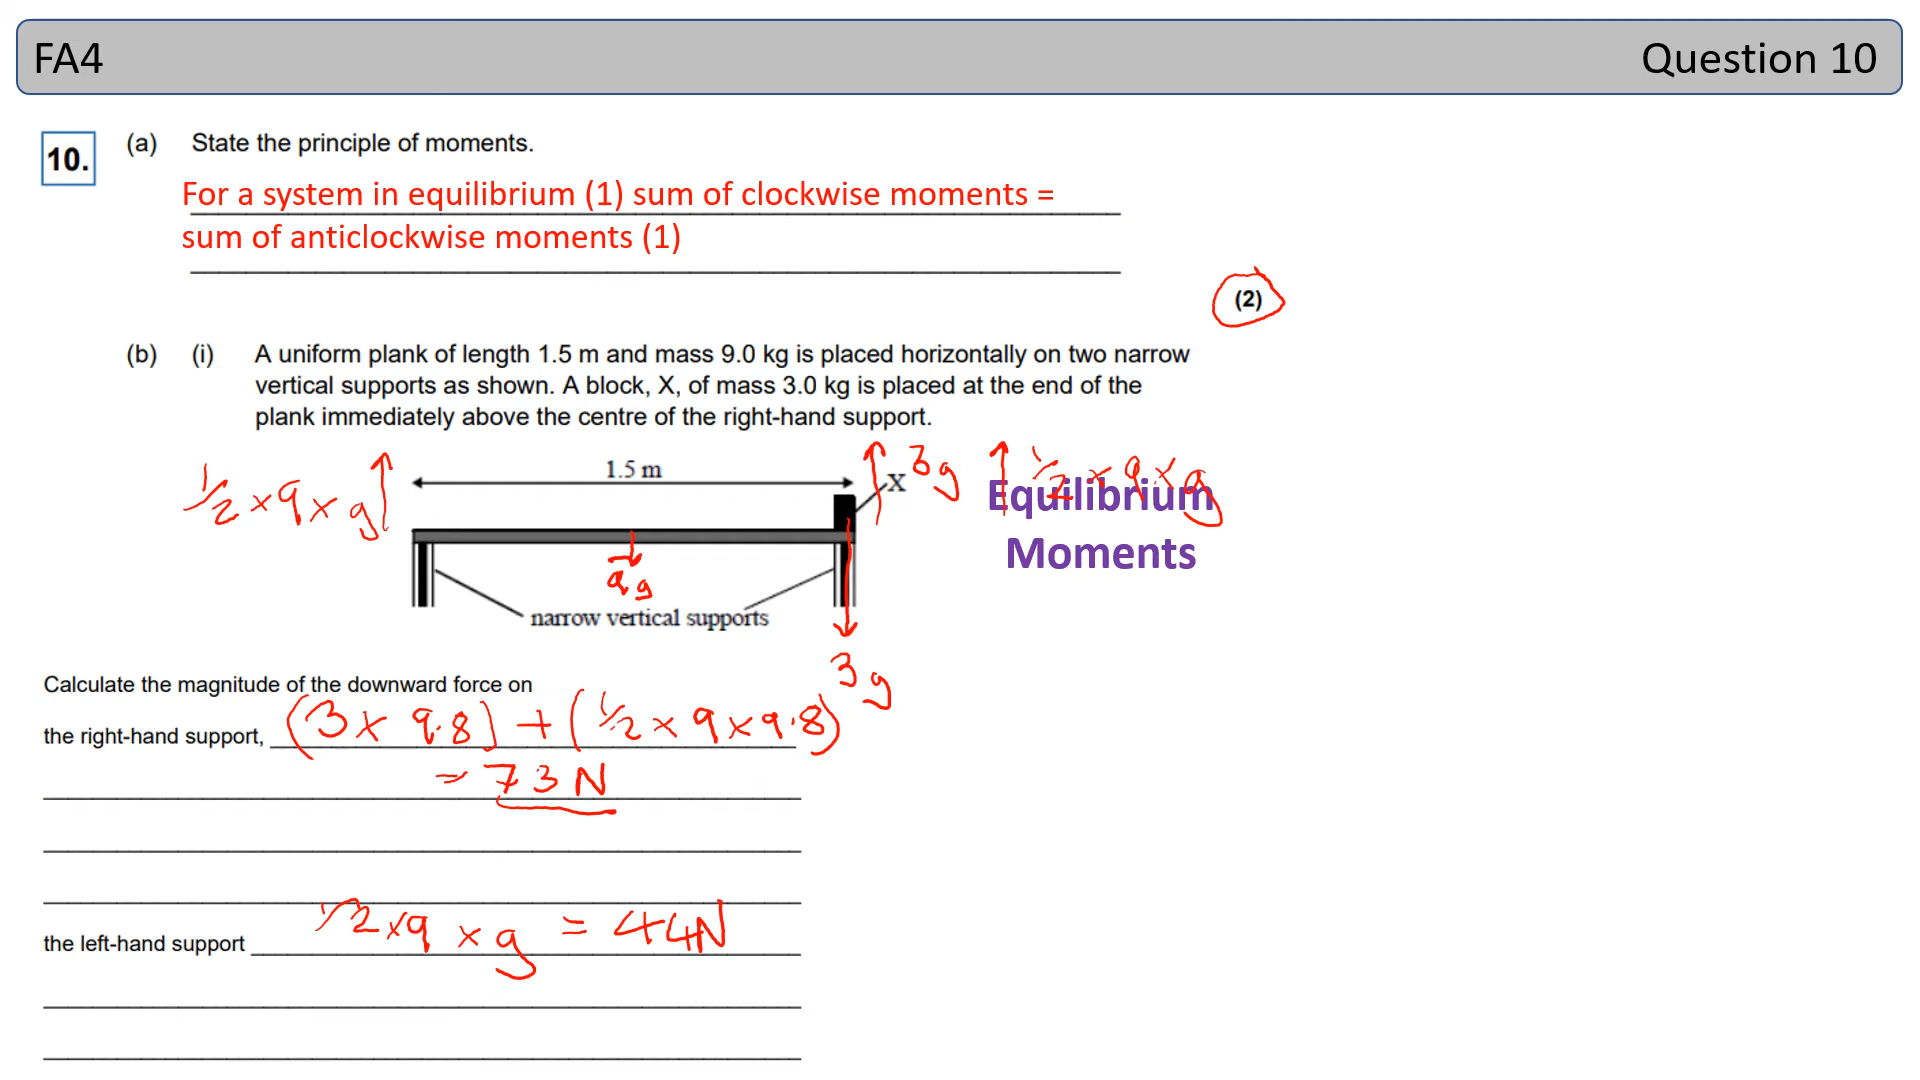 FA4
Question 10
10. (a) State the principle of moments.
For a system in equilibrium (1) sum of clockwise moments =
sum of anticlockwise moments (1)
(2)
(b) (i) A uniform plank of length 1.5 m and mass 9.0 kg is placed horizontally on two narrow
vertical supports as shown. A block, X, of mass 3.0 kg is placed at the end of the
plank immediately above the centre of the right-hand support.
½ × 9 × g
1.5 m
X
3g
½ × 9 × g
Equilibrium
Moments
9g
narrow vertical supports
3g
Calculate the magnitude of the downward force on
the right-hand support, (3 × 9.8) + (½ × 9 × 9.8)
= 73 N
the left-hand support ½ × 9 × g = 44N